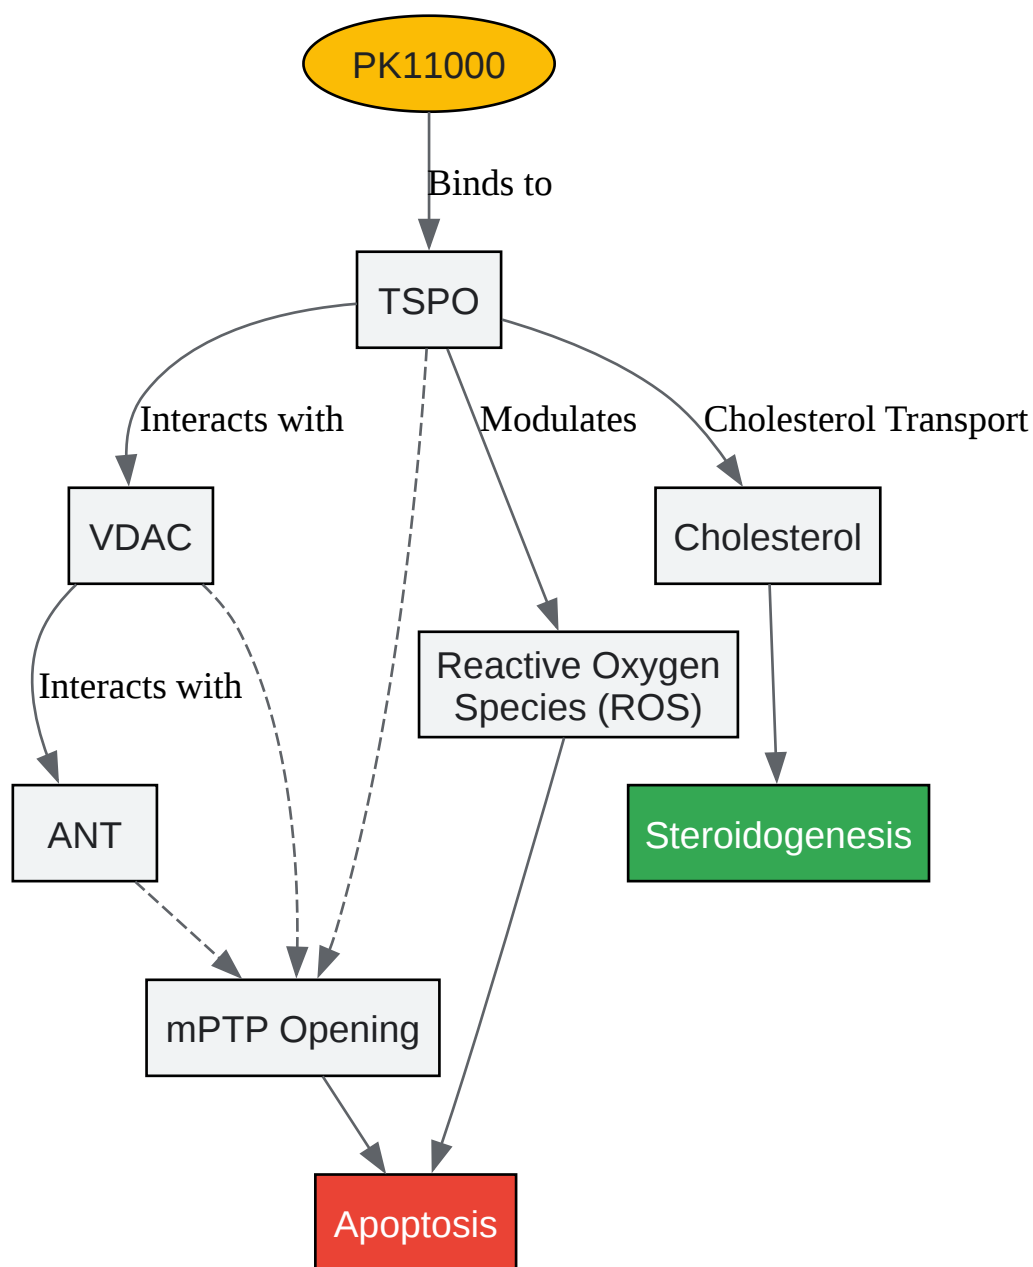 PK11000
Binds to
TSPO
Interacts with
Modulates
Cholesterol Transport
VDAC
Cholesterol
Reactive Oxygen
Species (ROS)
Interacts with
ANT
Steroidogenesis
mPTP Opening
Apoptosis